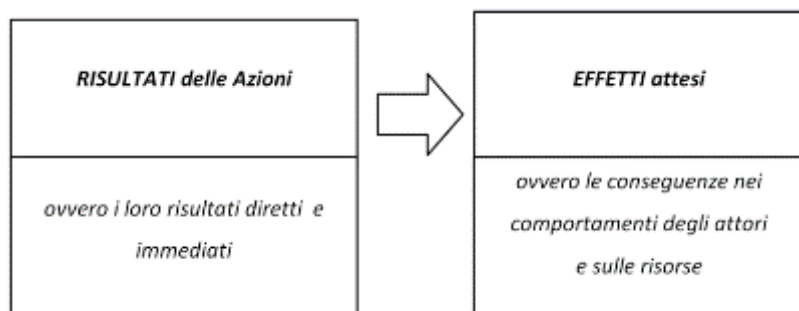 RISULTATI delle Azioni
ovvero i loro risultati diretti e
immediati
EFFETTI attesi
ovvero le conseguenze nei
comportamenti degli attori
e sulle risorse